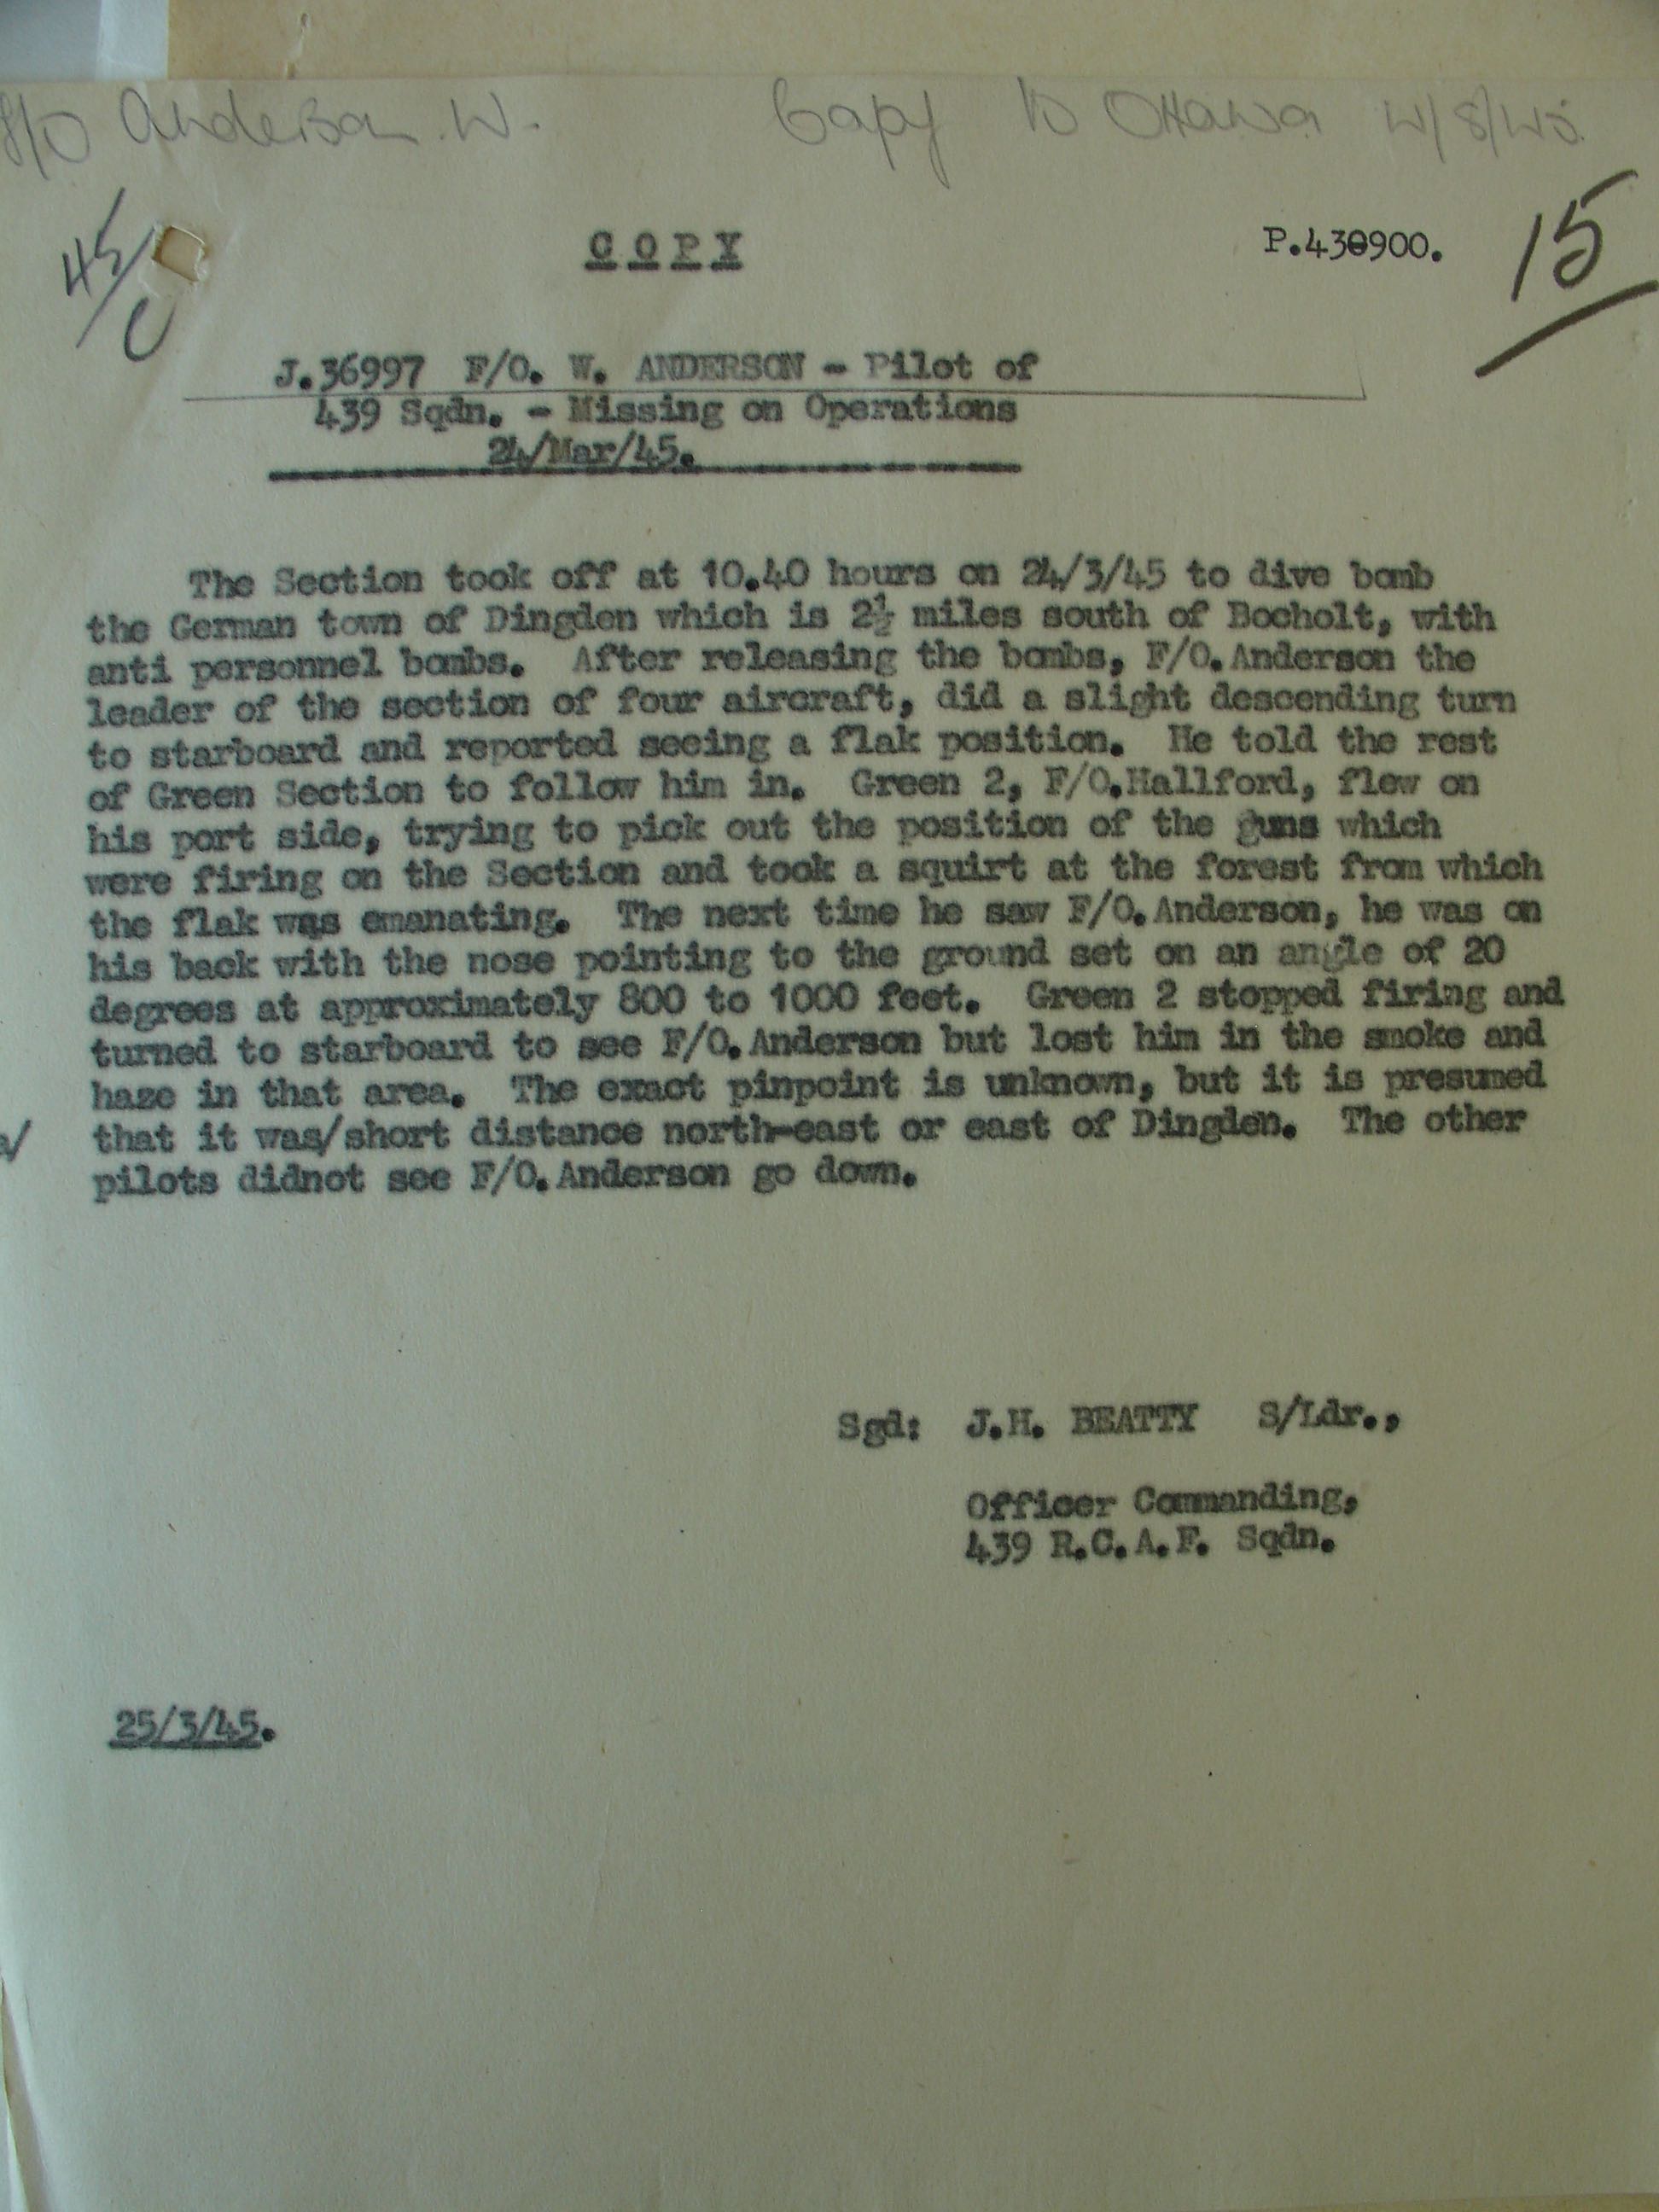 F/O Anderson. W. Copy to Ottawa 4/8/45.
45/C
COPY P.430900. 15
J.36997 F/O. W. ANDERSON - Pilot of
439 Sqdn. - Missing on Operations
24/Mar/45.
The Section took off at 10.40 hours on 24/3/45 to dive bomb
the German town of Dingden which is 2½ miles south of Bocholt, with
anti personnel bombs. After releasing the bombs, F/O.Anderson the
leader of the section of four aircraft, did a slight descending turn
to starboard and reported seeing a flak position. He told the rest
of Green Section to follow him in. Green 2, F/O.Hallford, flew on
his port side, trying to pick out the position of the guns which
were firing on the Section and took a squirt at the forest from which
the flak was emanating. The next time he saw F/O.Anderson, he was on
his back with the nose pointing to the ground set on an angle of 20
degrees at approximately 800 to 1000 feet. Green 2 stopped firing and
turned to starboard to see F/O.Anderson but lost him in the smoke and
haze in that area. The exact pinpoint is unknown, but it is presumed
a/ that it was/short distance north-east or east of Dingden. The other
pilots didnot see F/O.Anderson go down.
Sgd: J.H. BEATTY S/Ldr.,
Officer Commanding,
439 R.C.A.F. Sqdn.
25/3/45.